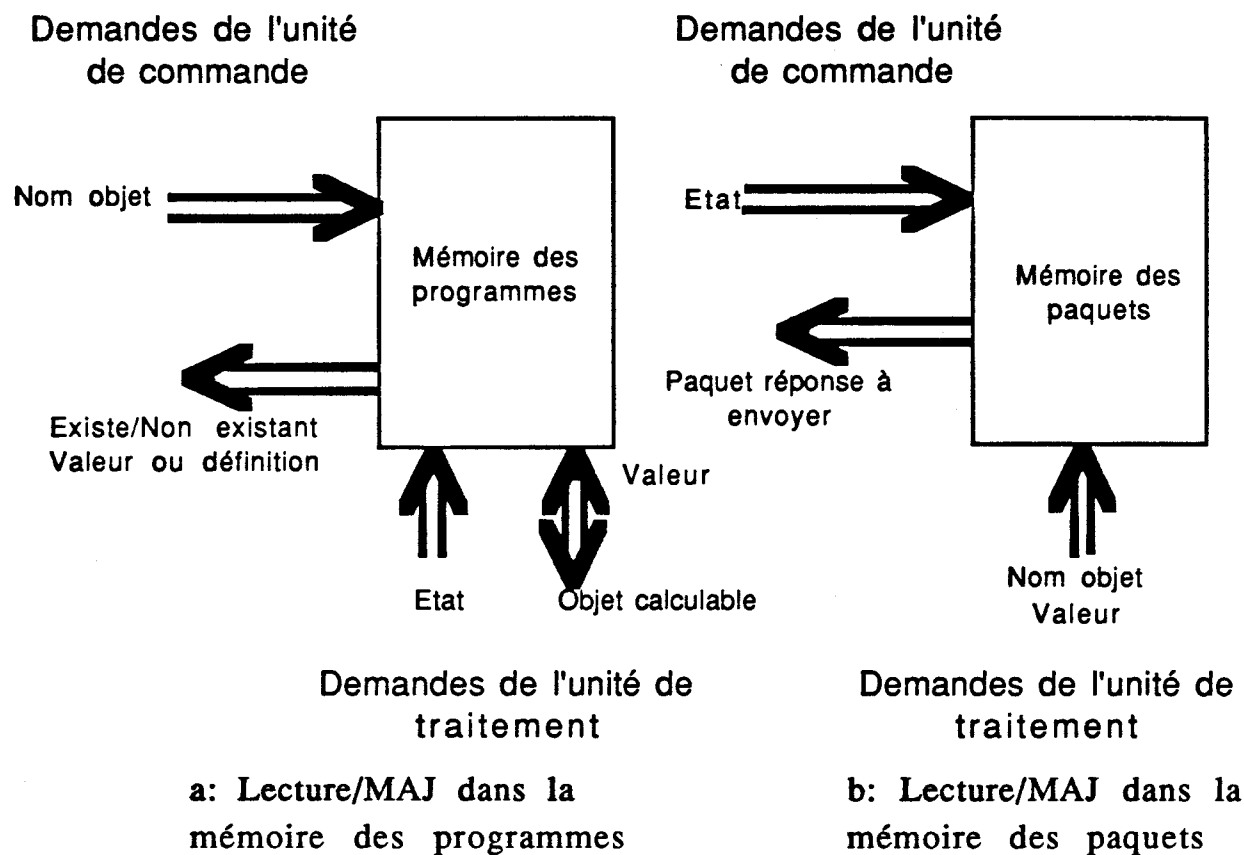 Demandes de l'unité
de commande
Nom objet
Mémoire des
programmes
Existe/Non existant
Valeur ou définition
Valeur
Etat
Objet calculable
Demandes de l'unité de
traitement
a: Lecture/MAJ dans la
mémoire des programmes
Demandes de l'unité
de commande
Etat
Mémoire des
paquets
Paquet réponse à
envoyer
Nom objet
Valeur
Demandes de l'unité de
traitement
b: Lecture/MAJ dans la
mémoire des paquets